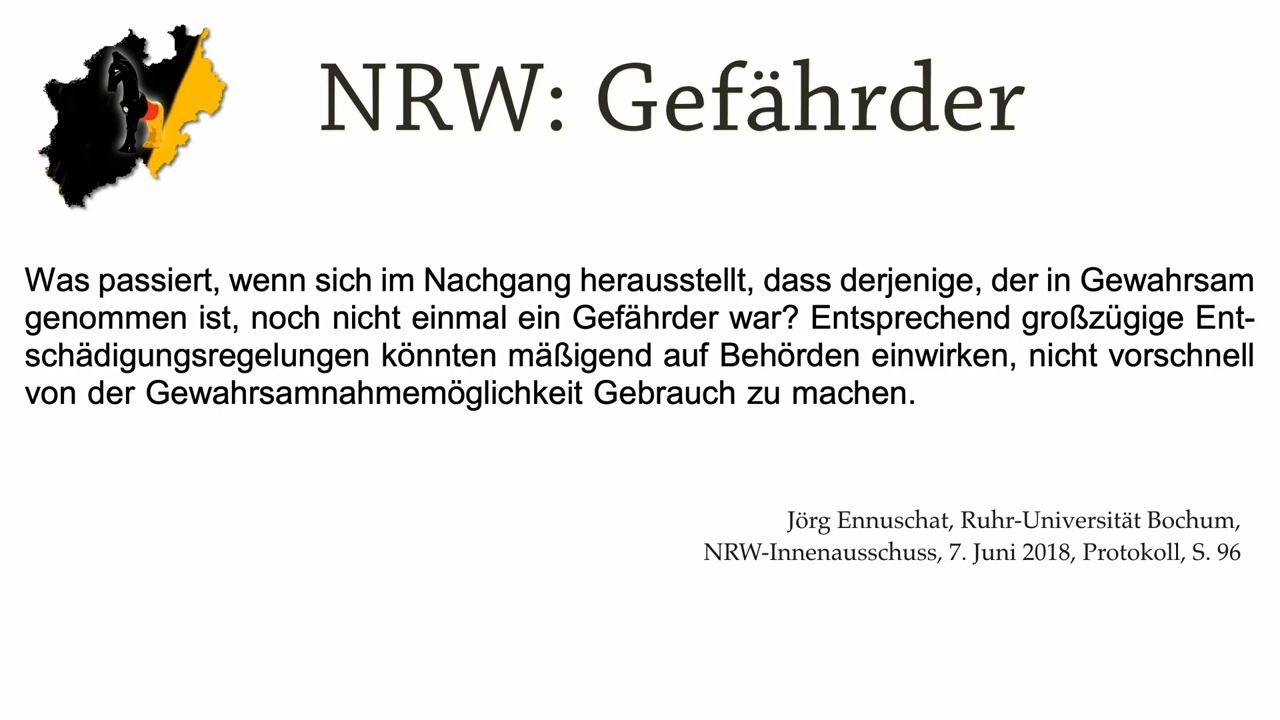 NRW: Gefährder
Was passiert, wenn sich im Nachgang herausstellt, dass derjenige, der in Gewahrsam
genommen ist, noch nicht einmal ein Gefährder war? Entsprechend großzügige Ent-
schädigungsregelungen könnten mäßigend auf Behörden einwirken, nicht vorschnell
von der Gewahrsamnahmemöglichkeit Gebrauch zu machen.
Jörg Ennuschat, Ruhr-Universität Bochum,
NRW-Innenausschuss, 7. Juni 2018, Protokoll, S. 96